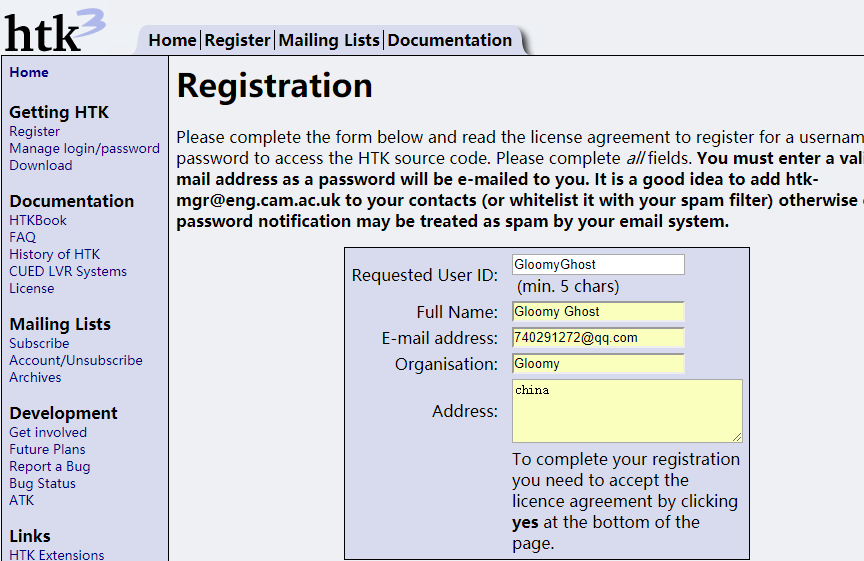 htk3
Home|Register|Mailing Lists|Documentation
Home
Getting HTK
Register
Manage login/password
Download
Documentation
HTKBook
FAQ
History of HTK
CUED LVR Systems
License
Mailing Lists
Subscribe
Account/Unsubscribe
Archives
Development
Get involved
Future Plans
Report a Bug
Bug Status
ATK
Links
HTK Extensions
Registration
Please complete the form below and read the license agreement to register for a
password to access the HTK source code. Please complete all fields. You must enter a
mail address as a password will be e-mailed to you. It is a good idea to add htk-
mgr@eng.cam.ac.uk to your contacts (or whitelist it with your spam filter) otherwise
password notification may be treated as spam by your email system.
Requested User ID: GloomyGhost
(min. 5 chars)
Full Name: Gloomy Ghost
E-mail address: 740291272@qq.com
Organisation: Gloomy
Address: china
To complete your registration
you need to accept the
licence agreement by clicking
yes at the bottom of the
page.